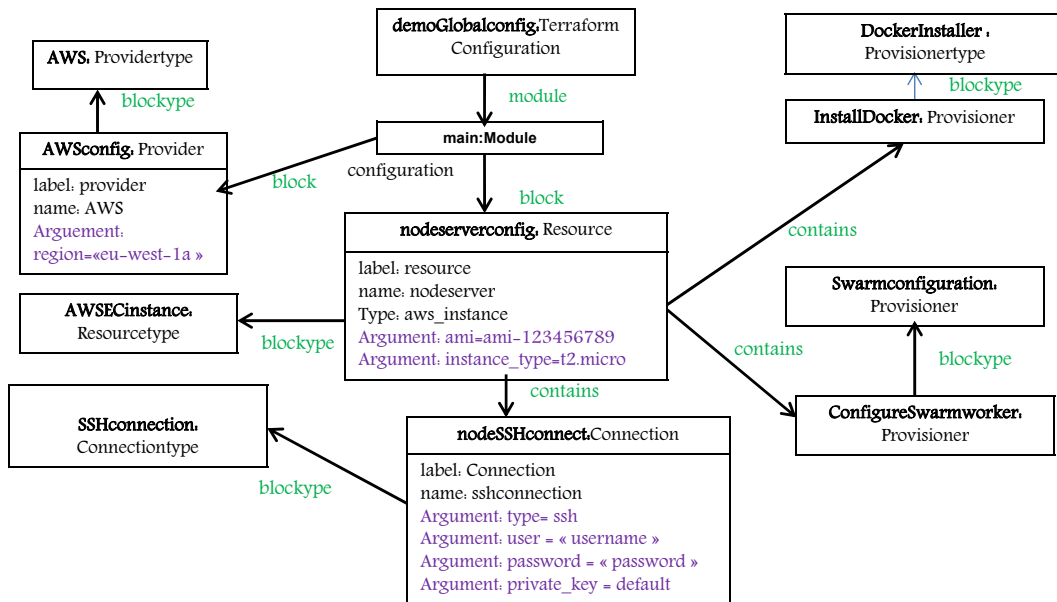 demoGlobalconfig:Terraform
Configuration
module
main:Module
configuration
block
block
AWS: Providertype
blockype
AWSconfig: Provider
label: provider
name: AWS
Arguement:
region=«eu-west-1a »
nodeserverconfig: Resource
label: resource
name: nodeserver
Type: aws_instance
Argument: ami=ami-123456789
Argument: instance_type=t2.micro
AWSECinstance:
Resourcetype
blockype
contains
SSHconnection:
Connectiontype
blockype
nodeSSHconnect:Connection
label: Connection
name: sshconnection
Argument: type= ssh
Argument: user = « username »
Argument: password = « password »
Argument: private_key = default
DockerInstaller :
Provisionertype
blockype
InstallDocker: Provisioner
contains
Swarmconfiguration:
Provisioner
blockype
contains
ConfigureSwarmworker:
Provisioner